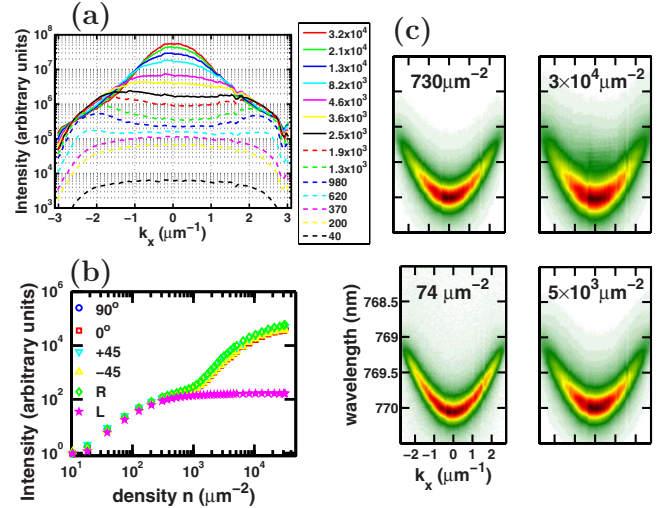 (a)
Intensity (arbitrary units)
10^8
10^7
10^6
10^5
10^4
10^3
−3 −2 −1 0 1 2 3
k_x (μm^−1)
3.2x10^4
2.1x10^4
1.3x10^4
8.2x10^3
4.6x10^3
3.6x10^3
2.5x10^3
1.9x10^3
1.3x10^3
980
620
370
200
40
(b)
Intensity (arbitrary units)
10^6
10^4
10^2
10^0
90°
0°
+45
−45
R
L
10^1 10^2 10^3 10^4
density n (μm^−2)
(c)
730μm^−2
3×10^4μm^−2
74 μm^−2
5×10^3μm^−2
wavelength (nm)
768.5
769
769.5
770
−2 −1 0 1 2
−2 −1 0 1 2
k_x (μm^−1)